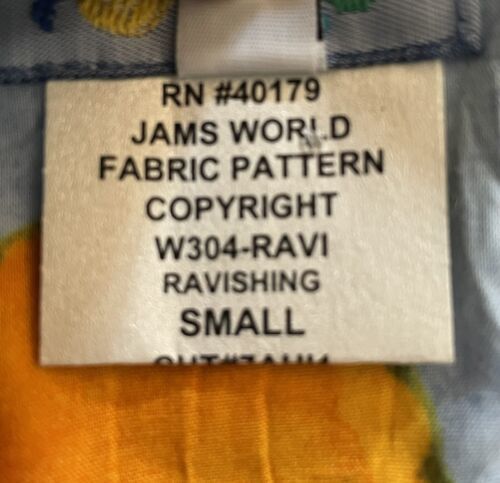 RN #40179
JAMS WORLD
FABRIC PATTERN
COPYRIGHT
W304-RAVI
RAVISHING
SMALL